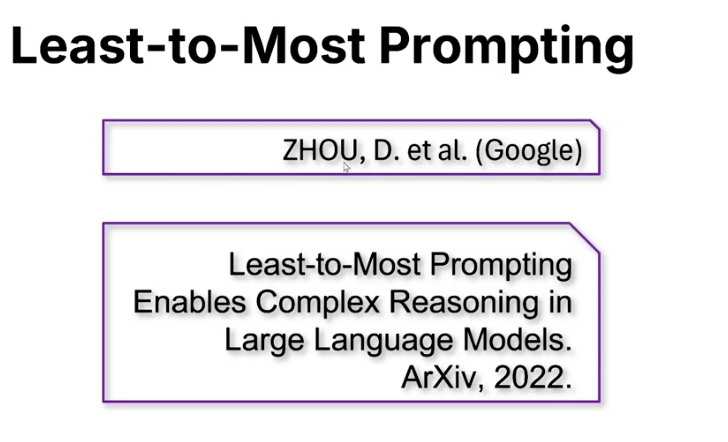 Least-to-Most Prompting
ZHOU, D. et al. (Google)
Least-to-Most Prompting
Enables Complex Reasoning in
Large Language Models.
ArXiv, 2022.